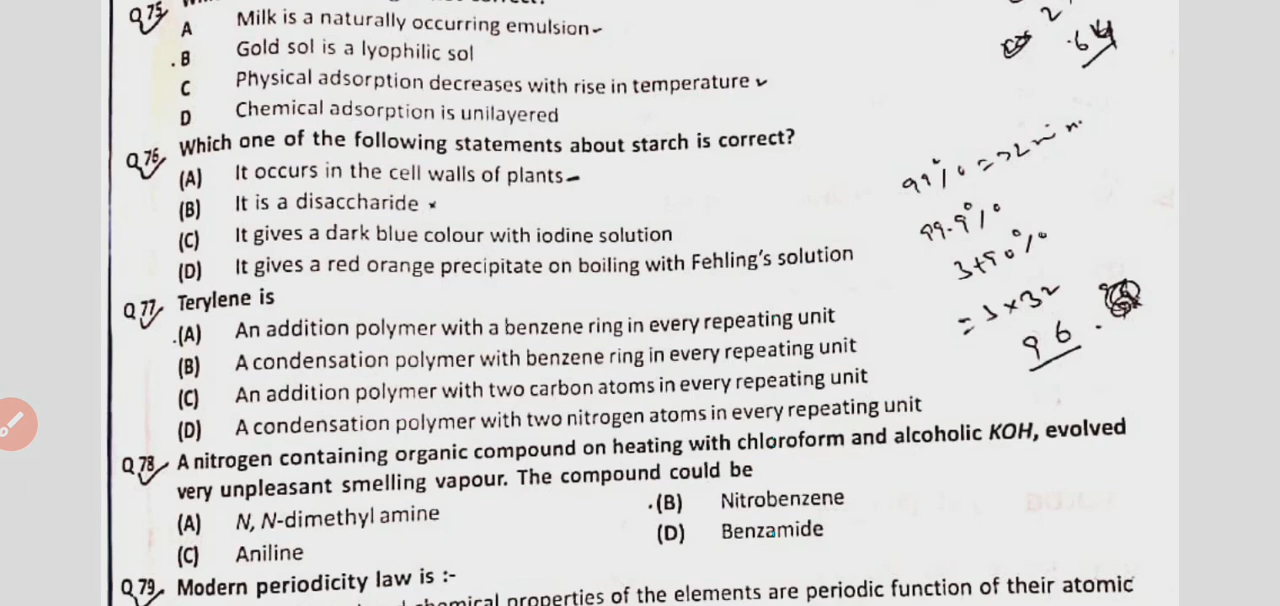 Q 75
A Milk is a naturally occurring emulsion
.B Gold sol is a lyophilic sol
C Physical adsorption decreases with rise in temperature
D Chemical adsorption is unilayered
Q 76 Which one of the following statements about starch is correct?
(A) It occurs in the cell walls of plants
(B) It is a disaccharide ×
(C) It gives a dark blue colour with iodine solution
(D) It gives a red orange precipitate on boiling with Fehling's solution
Q 77 Terylene is
.(A) An addition polymer with a benzene ring in every repeating unit
(B) A condensation polymer with benzene ring in every repeating unit
(C) An addition polymer with two carbon atoms in every repeating unit
(D) A condensation polymer with two nitrogen atoms in every repeating unit
Q 78 A nitrogen containing organic compound on heating with chloroform and alcoholic KOH, evolved
very unpleasant smelling vapour. The compound could be
(A) N, N-dimethyl amine .(B) Nitrobenzene
(C) Aniline (D) Benzamide
Q 79 Modern periodicity law is :-
chemical properties of the elements are periodic function of their atomic
99%
99.9%
= 3 × 32
96